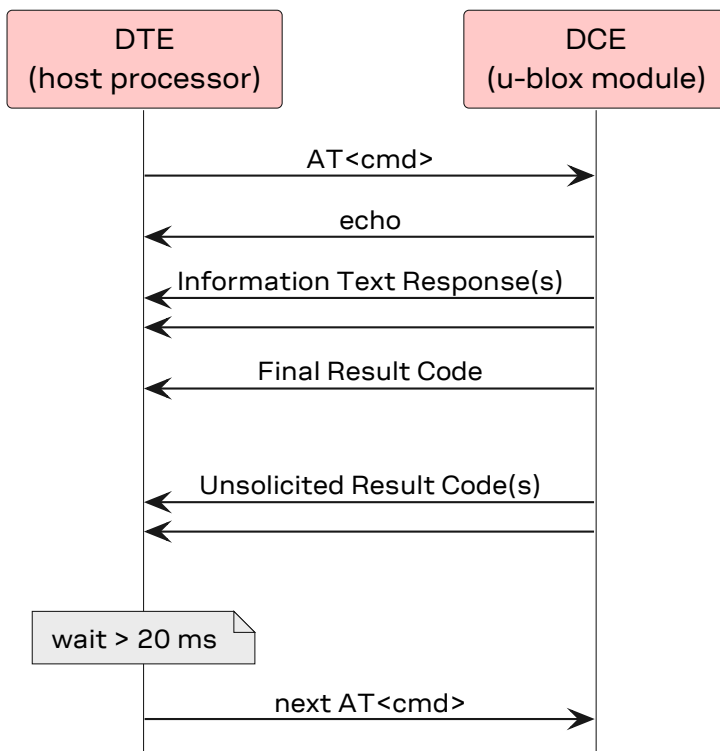 DTE
(host processor)
DCE
(u-blox module)
AT<cmd>
echo
Information Text Response(s)
Final Result Code
Unsolicited Result Code(s)
wait > 20 ms
next AT<cmd>